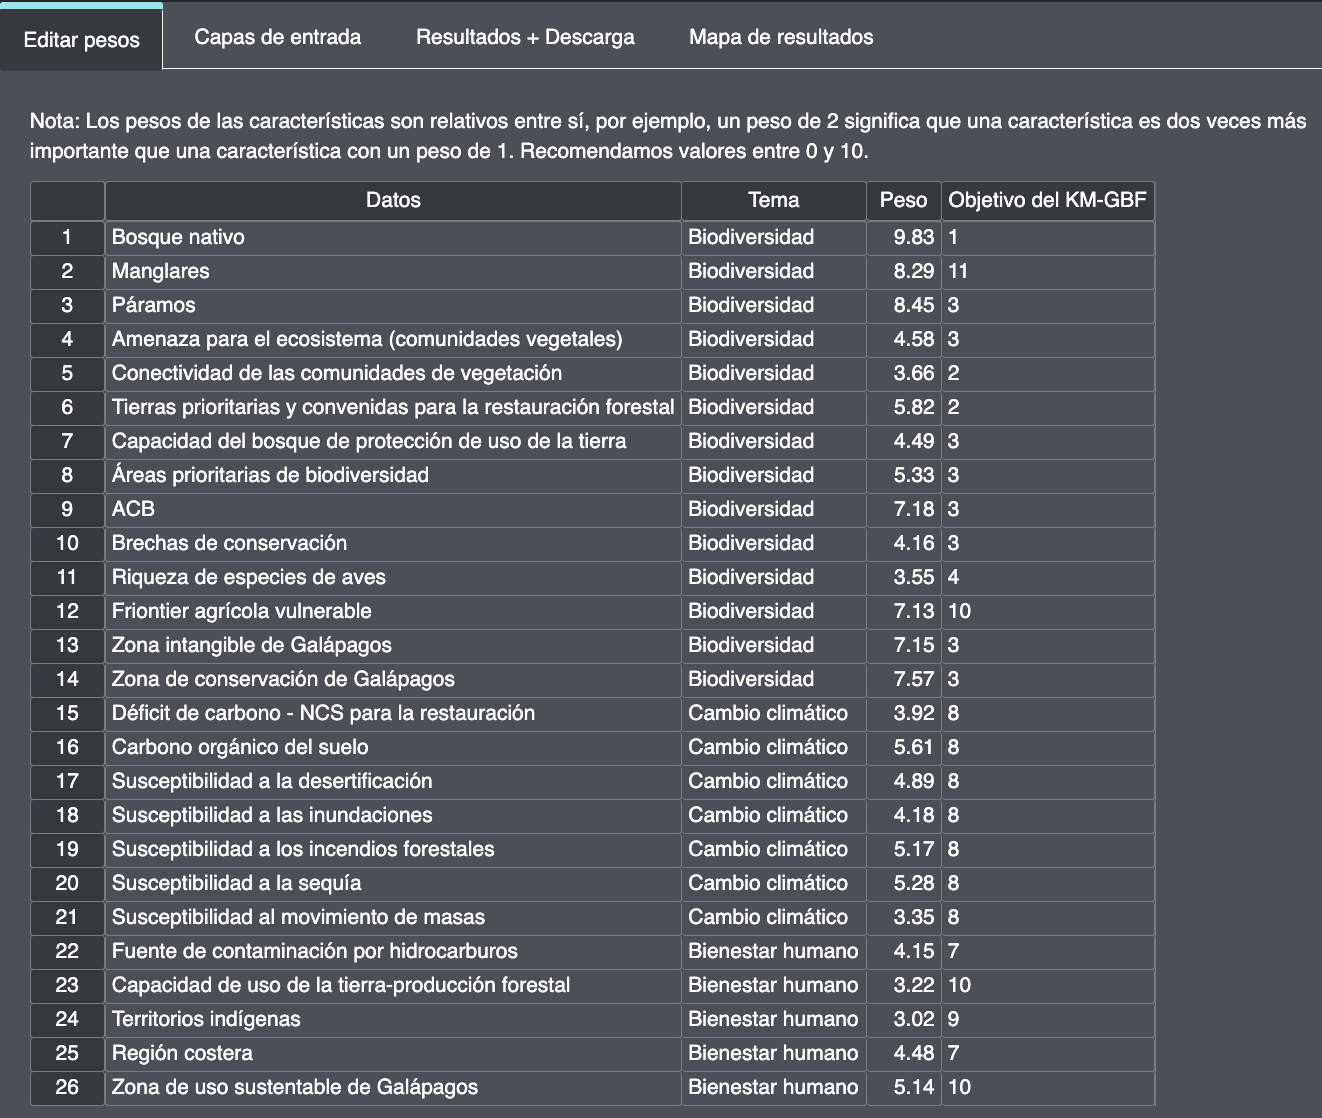 Editar pesos Capas de entrada Resultados + Descarga Mapa de resultados
Nota: Los pesos de las características son relativos entre sí, por ejemplo, un peso de 2 significa que una característica es dos veces más
importante que una característica con un peso de 1. Recomendamos valores entre 0 y 10.
Datos Tema Peso Objetivo del KM-GBF
1 Bosque nativo Biodiversidad 9.83 1
2 Manglares Biodiversidad 8.29 11
3 Páramos Biodiversidad 8.45 3
4 Amenaza para el ecosistema (comunidades vegetales) Biodiversidad 4.58 3
5 Conectividad de las comunidades de vegetación Biodiversidad 3.66 2
6 Tierras prioritarias y convenidas para la restauración forestal Biodiversidad 5.82 2
7 Capacidad del bosque de protección de uso de la tierra Biodiversidad 4.49 3
8 Áreas prioritarias de biodiversidad Biodiversidad 5.33 3
9 ACB Biodiversidad 7.18 3
10 Brechas de conservación Biodiversidad 4.16 3
11 Riqueza de especies de aves Biodiversidad 3.55 4
12 Friontier agrícola vulnerable Biodiversidad 7.13 10
13 Zona intangible de Galápagos Biodiversidad 7.15 3
14 Zona de conservación de Galápagos Biodiversidad 7.57 3
15 Déficit de carbono - NCS para la restauración Cambio climático 3.92 8
16 Carbono orgánico del suelo Cambio climático 5.61 8
17 Susceptibilidad a la desertificación Cambio climático 4.89 8
18 Susceptibilidad a las inundaciones Cambio climático 4.18 8
19 Susceptibilidad a los incendios forestales Cambio climático 5.17 8
20 Susceptibilidad a la sequía Cambio climático 5.28 8
21 Susceptibilidad al movimiento de masas Cambio climático 3.35 8
22 Fuente de contaminación por hidrocarburos Bienestar humano 4.15 7
23 Capacidad de uso de la tierra-producción forestal Bienestar humano 3.22 10
24 Territorios indígenas Bienestar humano 3.02 9
25 Región costera Bienestar humano 4.48 7
26 Zona de uso sustentable de Galápagos Bienestar humano 5.14 10